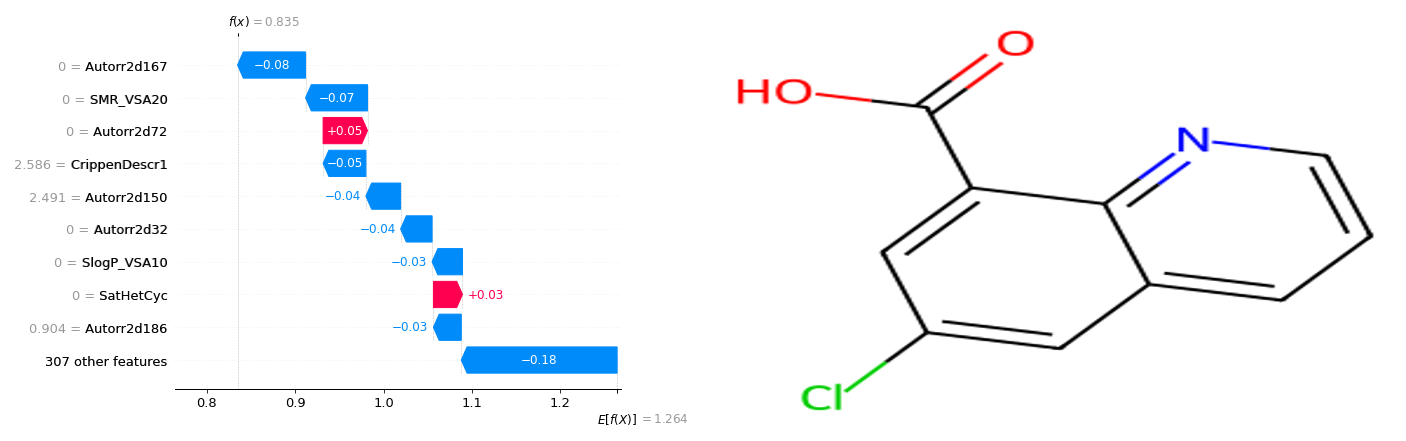 f(x) = 0.835
0 = Autorr2d167
−0.08
0 = SMR_VSA20
−0.07
0 = Autorr2d72
+0.05
2.586 = CrippenDescr1
−0.05
2.491 = Autorr2d150
−0.04
0 = Autorr2d32
−0.04
0 = SlogP_VSA10
−0.03
0 = SatHetCyc
+0.03
0.904 = Autorr2d186
−0.03
307 other features
−0.18
0.8 0.9 1.0 1.1 1.2
E[f(X)] = 1.264
O
HO
N
Cl